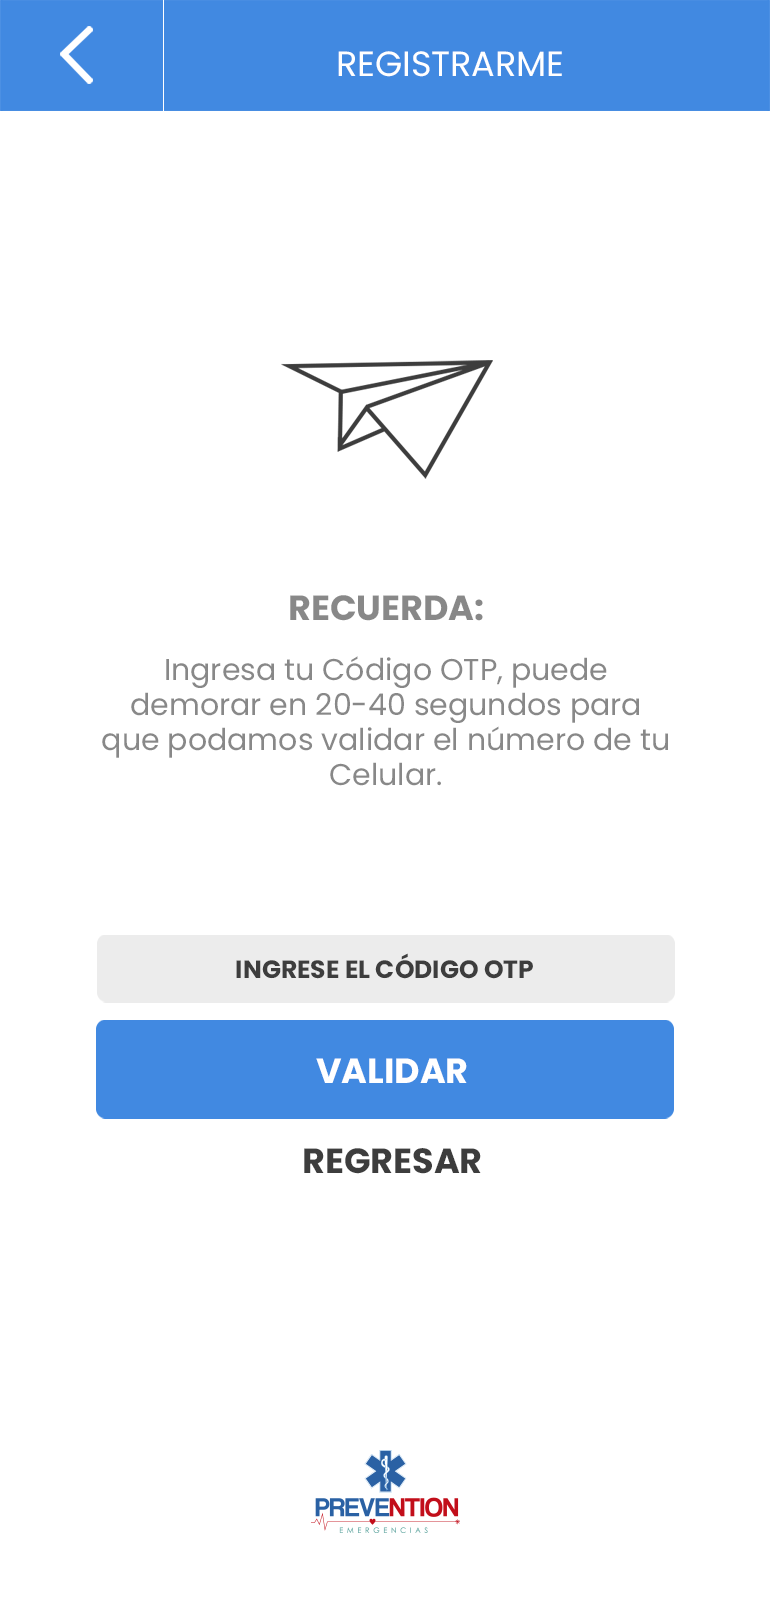 REGISTRARME
RECUERDA:
Ingresa tu Código OTP, puede
demorar en 20-40 segundos para
que podamos validar el número de tu
Celular.
INGRESE EL CÓDIGO OTP
VALIDAR
REGRESAR
PREVENTION
EMERGENCIAS